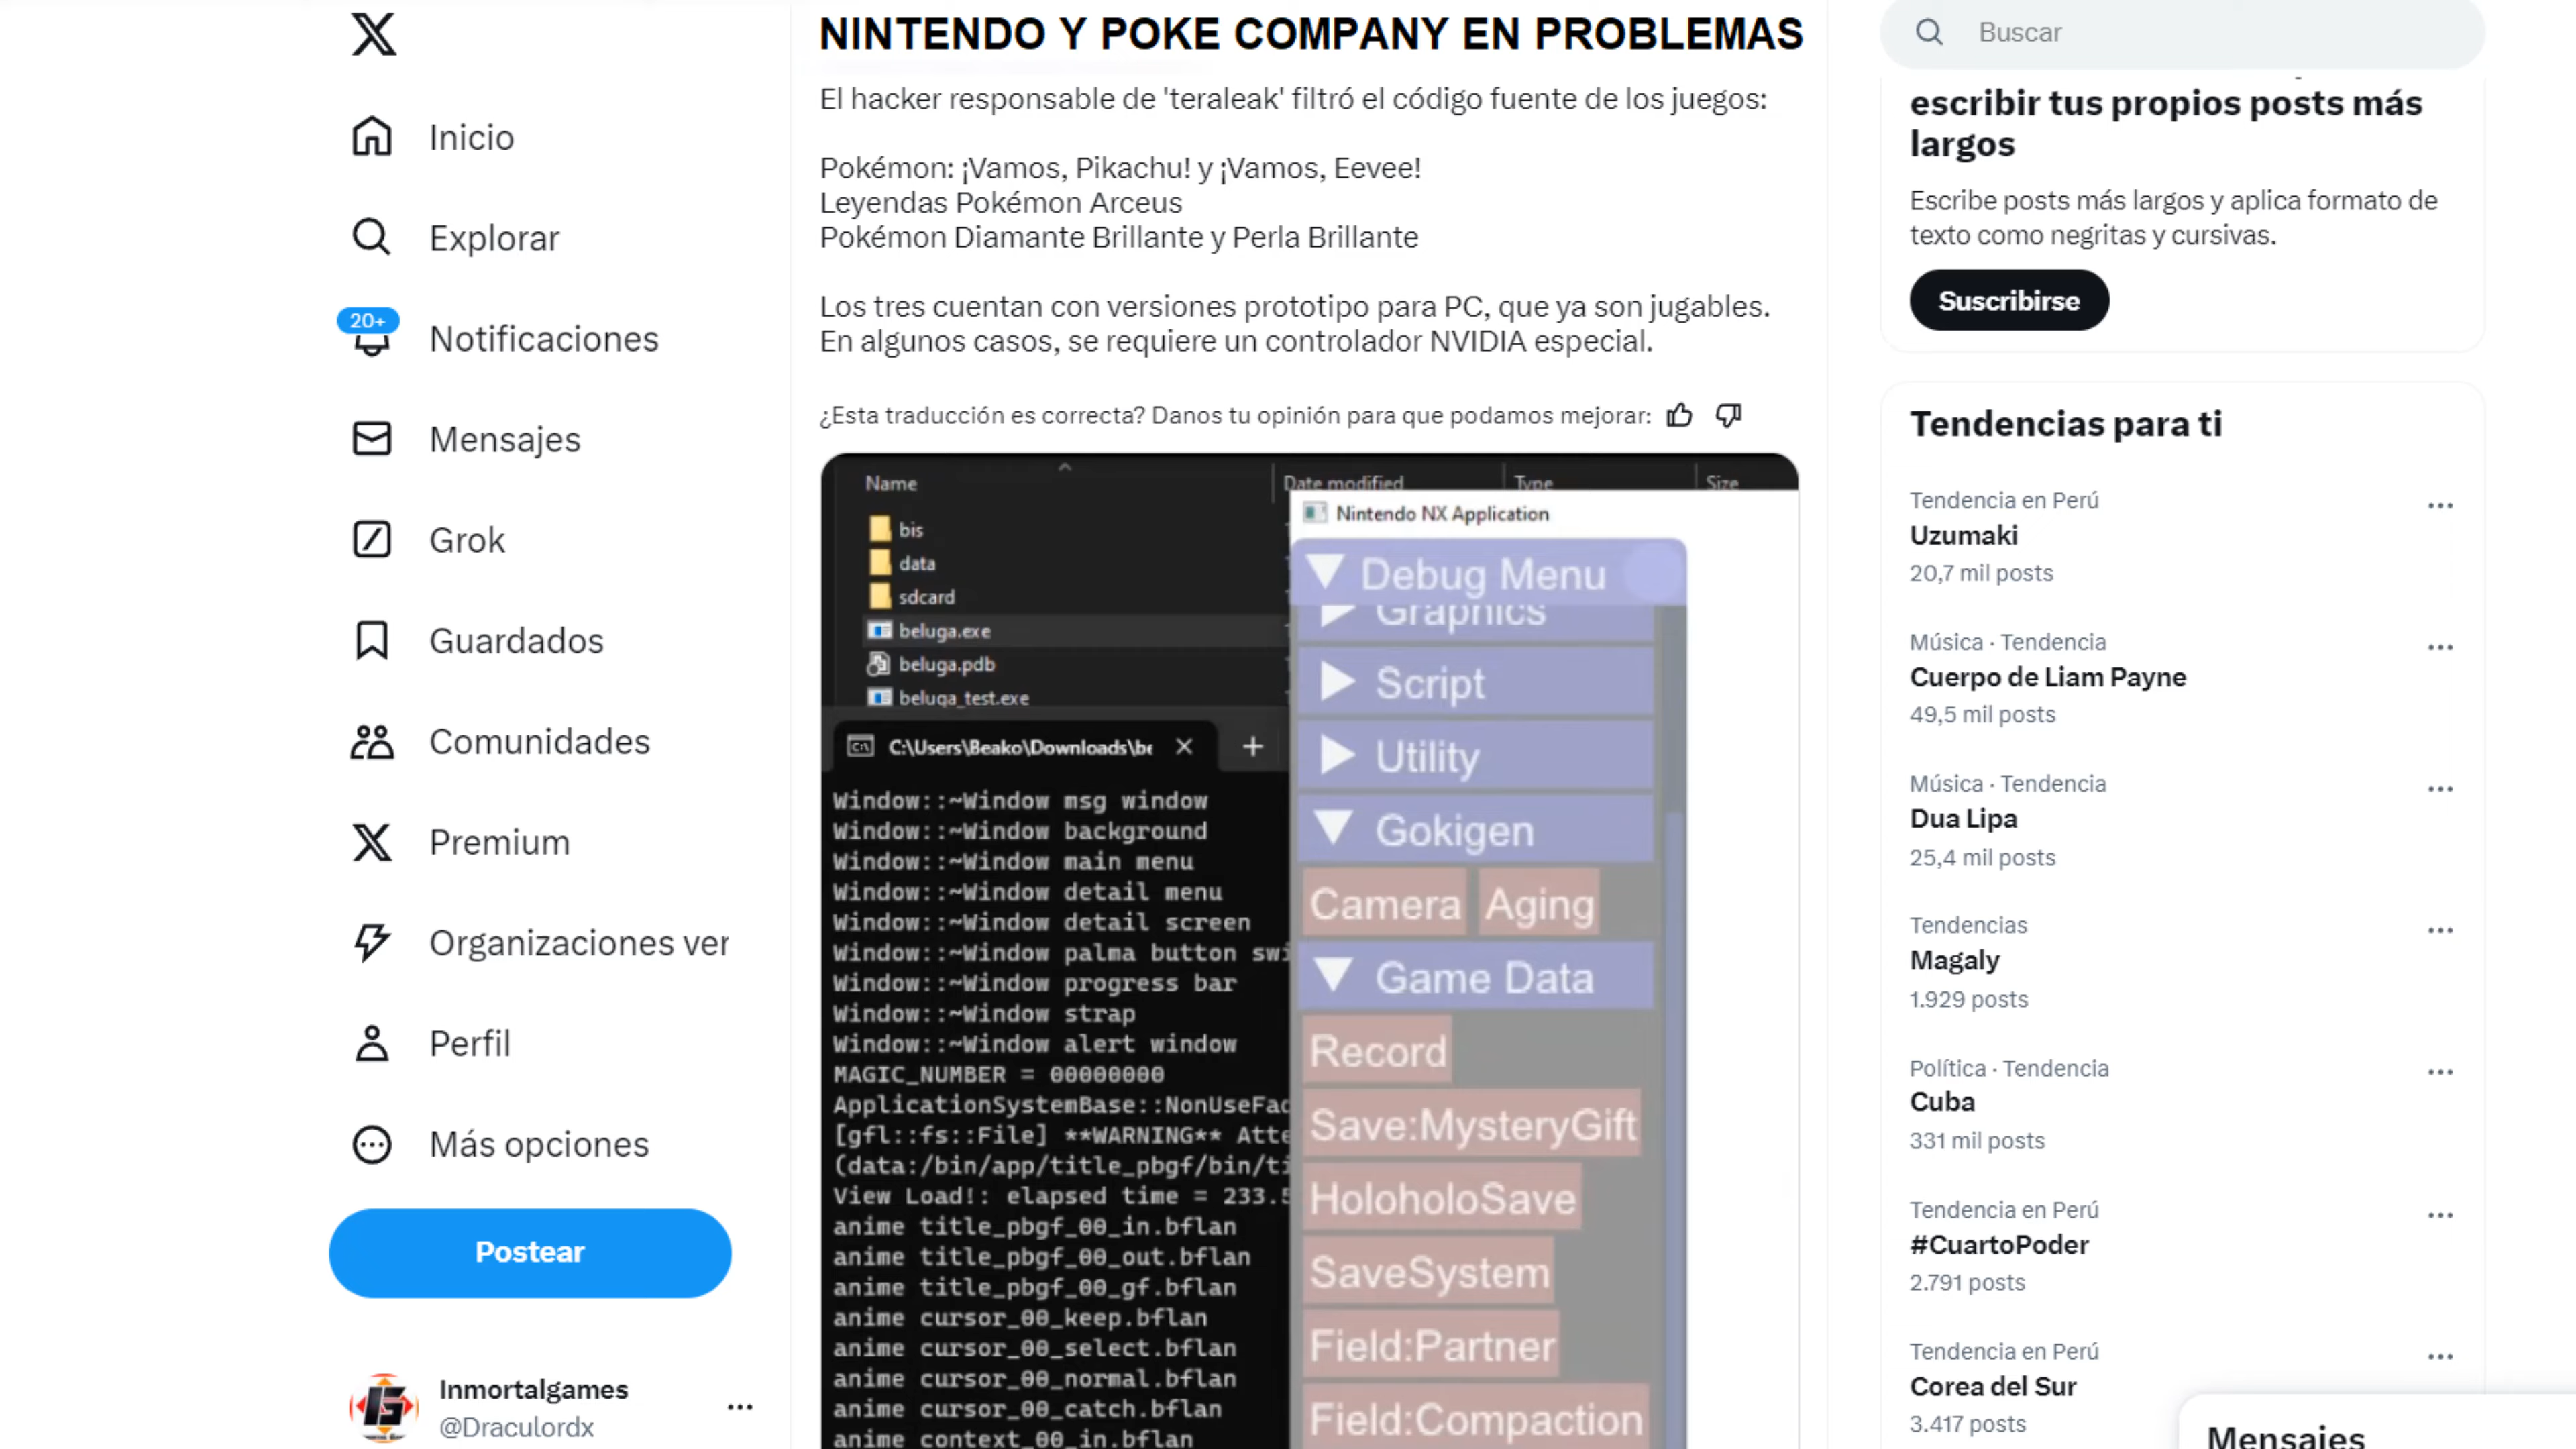 Inicio
Explorar
20+
Notificaciones
Mensajes
Grok
Guardados
Comunidades
Premium
Organizaciones ver
Perfil
Más opciones
Postear
Inmortalgames
@Draculordx
NINTENDO Y POKE COMPANY EN PROBLEMAS
El hacker responsable de 'teraleak' filtró el código fuente de los juegos:
Pokémon: ¡Vamos, Pikachu! y ¡Vamos, Eevee!
Leyendas Pokémon Arceus
Pokémon Diamante Brillante y Perla Brillante
Los tres cuentan con versiones prototipo para PC, que ya son jugables.
En algunos casos, se requiere un controlador NVIDIA especial.
¿Esta traducción es correcta? Danos tu opinión para que podamos mejorar:
Name Date modified Type Size
bis
data
sdcard
beluga.exe
beluga.pdb
beluga_test.exe
C:\Users\Beako\Downloads\be
Window::~Window msg window
Window::~Window background
Window::~Window main menu
Window::~Window detail menu
Window::~Window detail screen
Window::~Window palma button swi
Window::~Window progress bar
Window::~Window strap
Window::~Window alert window
MAGIC_NUMBER = 00000000
ApplicationSystemBase::NonUseFac
[gfl::fs::File] **WARNING** Atte
(data:/bin/app/title_pbgf/bin/ti
View Load!: elapsed time = 233.5
anime title_pbgf_00_in.bflan
anime title_pbgf_00_out.bflan
anime title_pbgf_00_gf.bflan
anime cursor_00_keep.bflan
anime cursor_00_select.bflan
anime cursor_00_normal.bflan
anime cursor_00_catch.bflan
anime context_00_in.bflan
Nintendo NX Application
Debug Menu
Graphics
Script
Utility
Gokigen
Camera Aging
Game Data
Record
Save:MysteryGift
HoloholoSave
SaveSystem
Field:Partner
Field:Compaction
Buscar
escribir tus propios posts más
largos
Escribe posts más largos y aplica formato de
texto como negritas y cursivas.
Suscribirse
Tendencias para ti
Tendencia en Perú
Uzumaki
20,7 mil posts
Música · Tendencia
Cuerpo de Liam Payne
49,5 mil posts
Música · Tendencia
Dua Lipa
25,4 mil posts
Tendencias
Magaly
1.929 posts
Política · Tendencia
Cuba
331 mil posts
Tendencia en Perú
#CuartoPoder
2.791 posts
Tendencia en Perú
Corea del Sur
3.417 posts
Mensajes